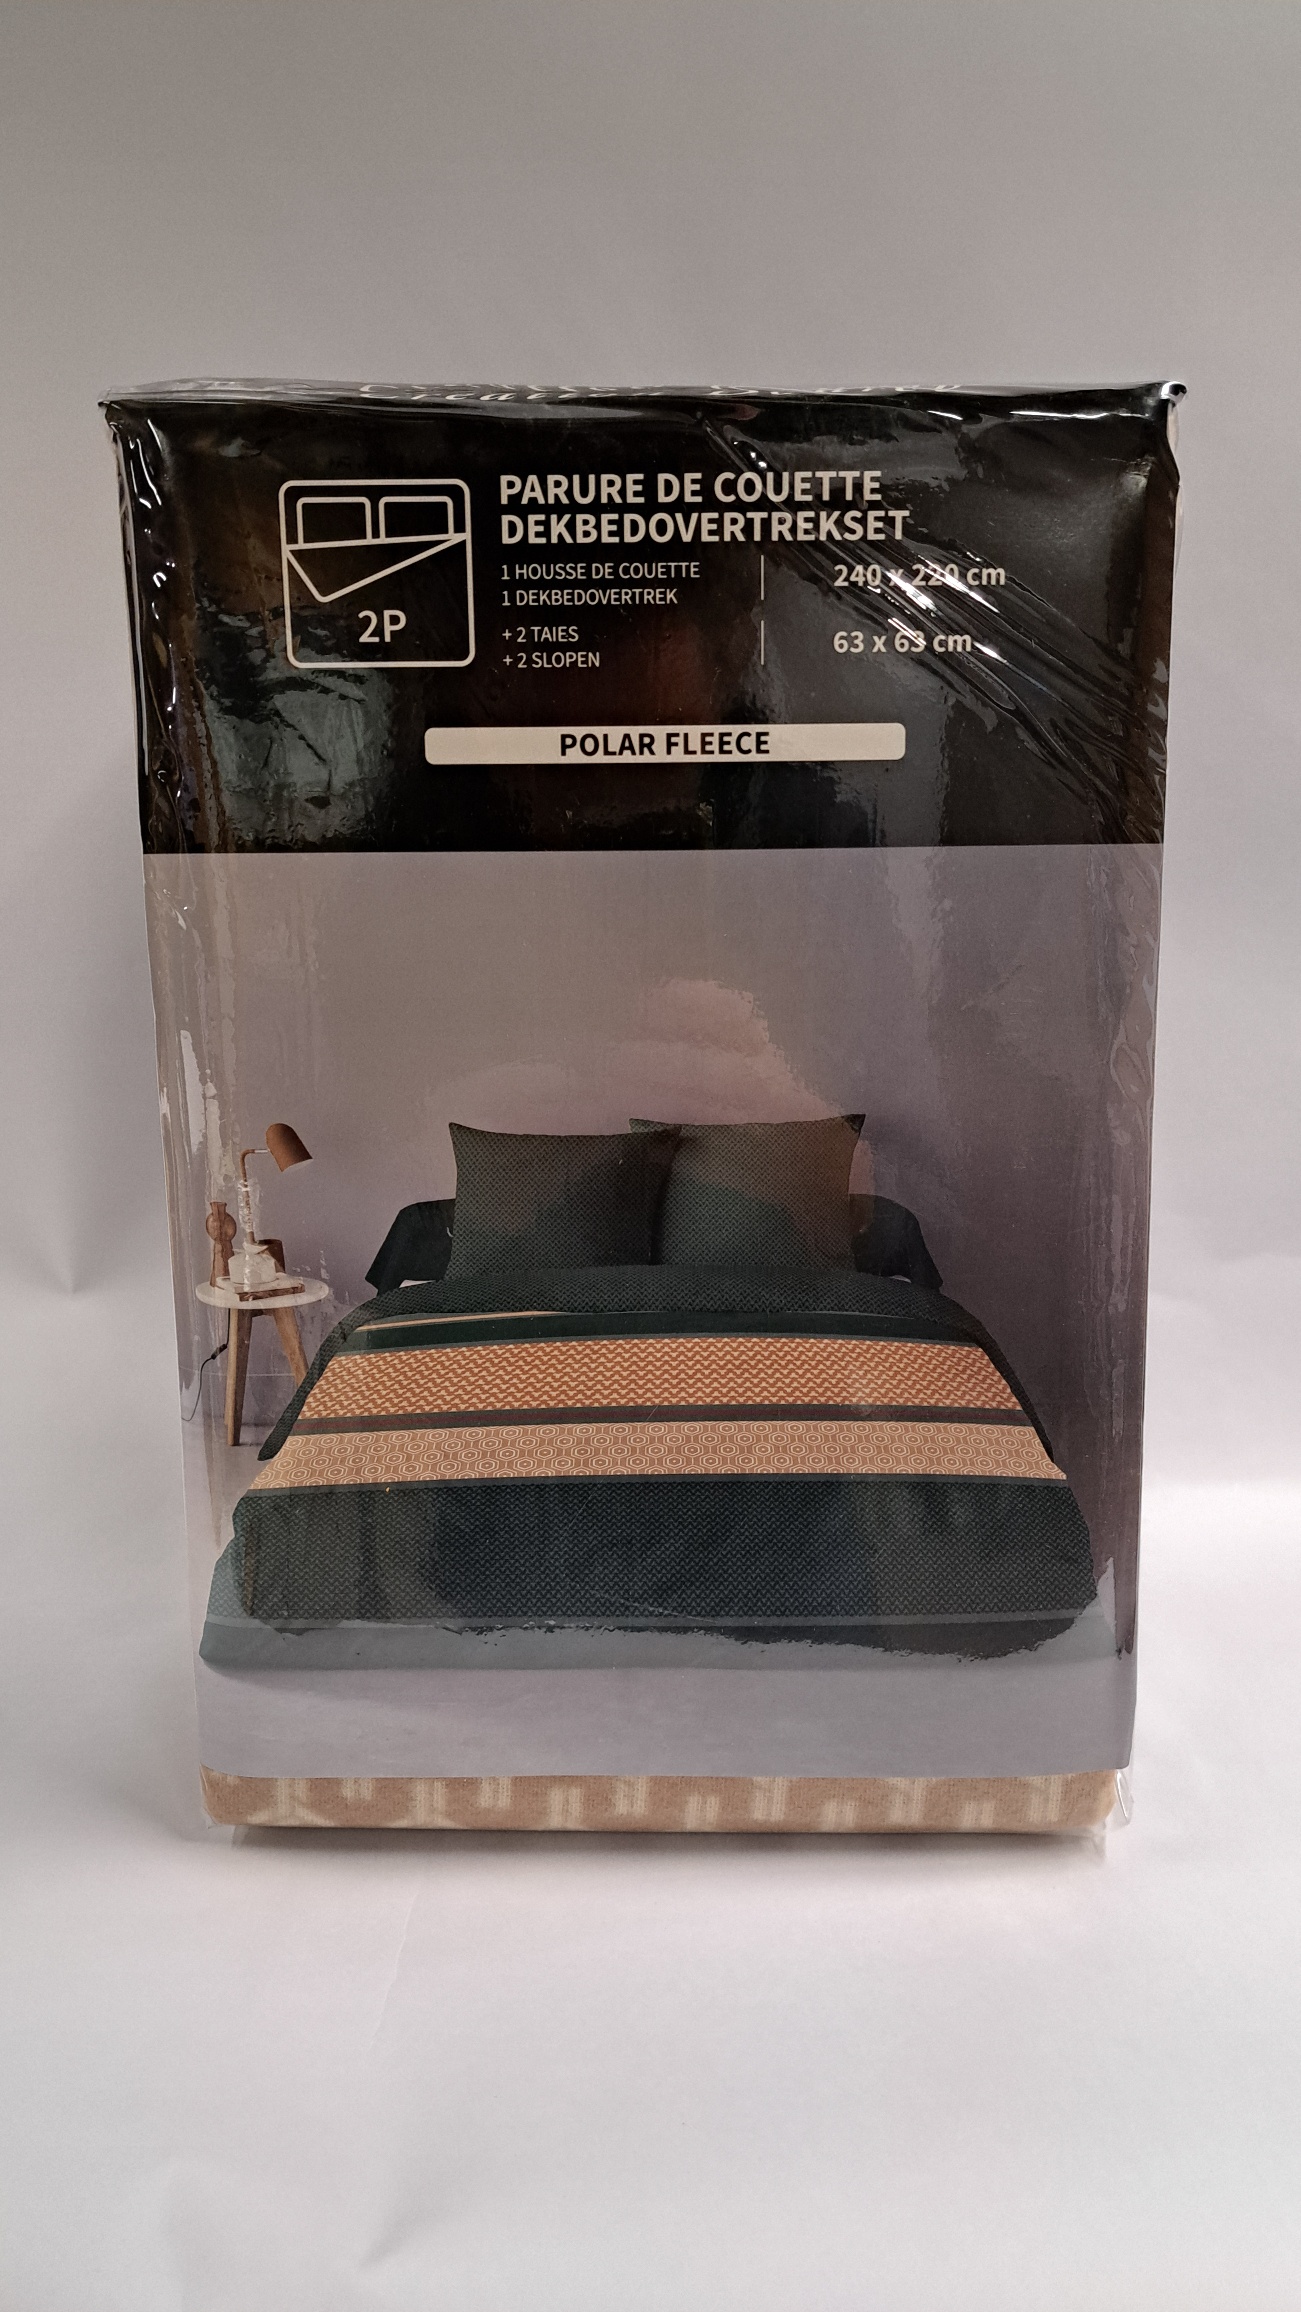 PARURE DE COUETTE
DEKBEDOVERTREKSET
1 HOUSSE DE COUETTE
1 DEKBEDOVERTREK
240 x 220 cm
+ 2 TAIES
+ 2 SLOPEN
63 x 63 cm
2P
POLAR FLEECE